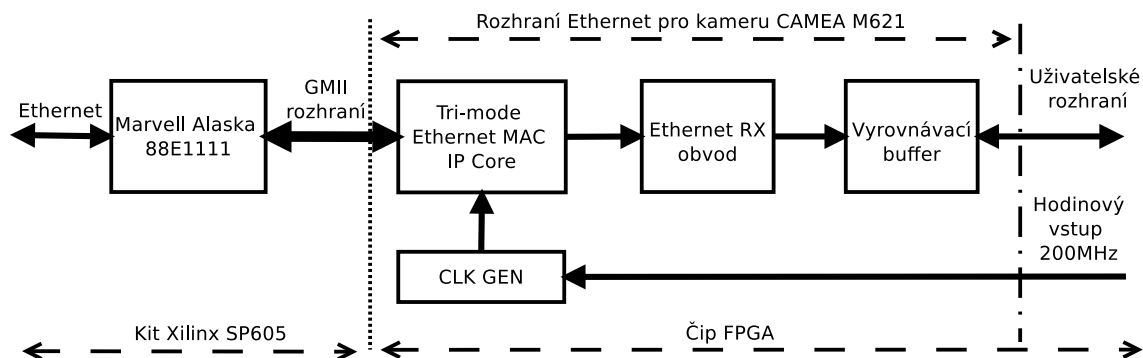 Rozhraní Ethernet pro kameru CAMEA M621
Ethernet
Marvell Alaska
88E1111
GMII
rozhraní
Tri-mode
Ethernet MAC
IP Core
Ethernet RX
obvod
Vyrovnávací
buffer
Uživatelské
rozhraní
Hodinový
vstup
200MHz
CLK GEN
Kit Xilinx SP605
Čip FPGA